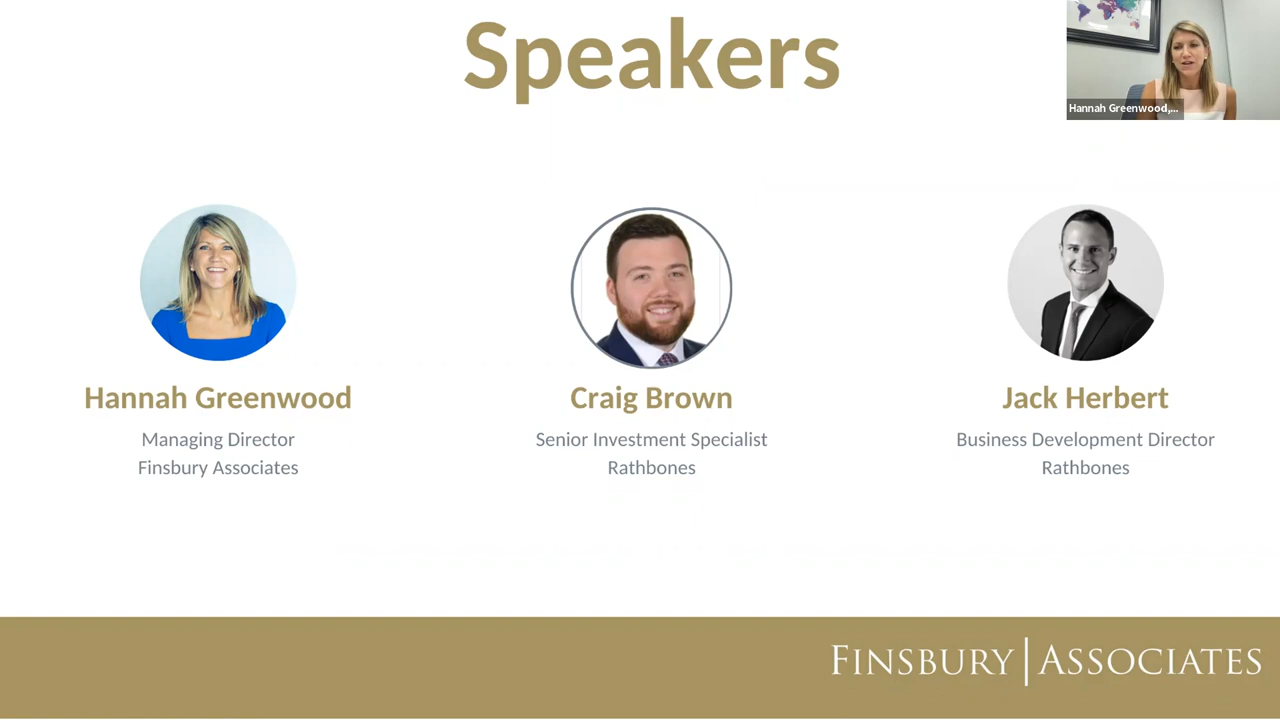 Speakers
Hannah Greenwood,...
Hannah Greenwood
Managing Director
Finsbury Associates
Craig Brown
Senior Investment Specialist
Rathbones
Jack Herbert
Business Development Director
Rathbones
FINSBURY|ASSOCIATES